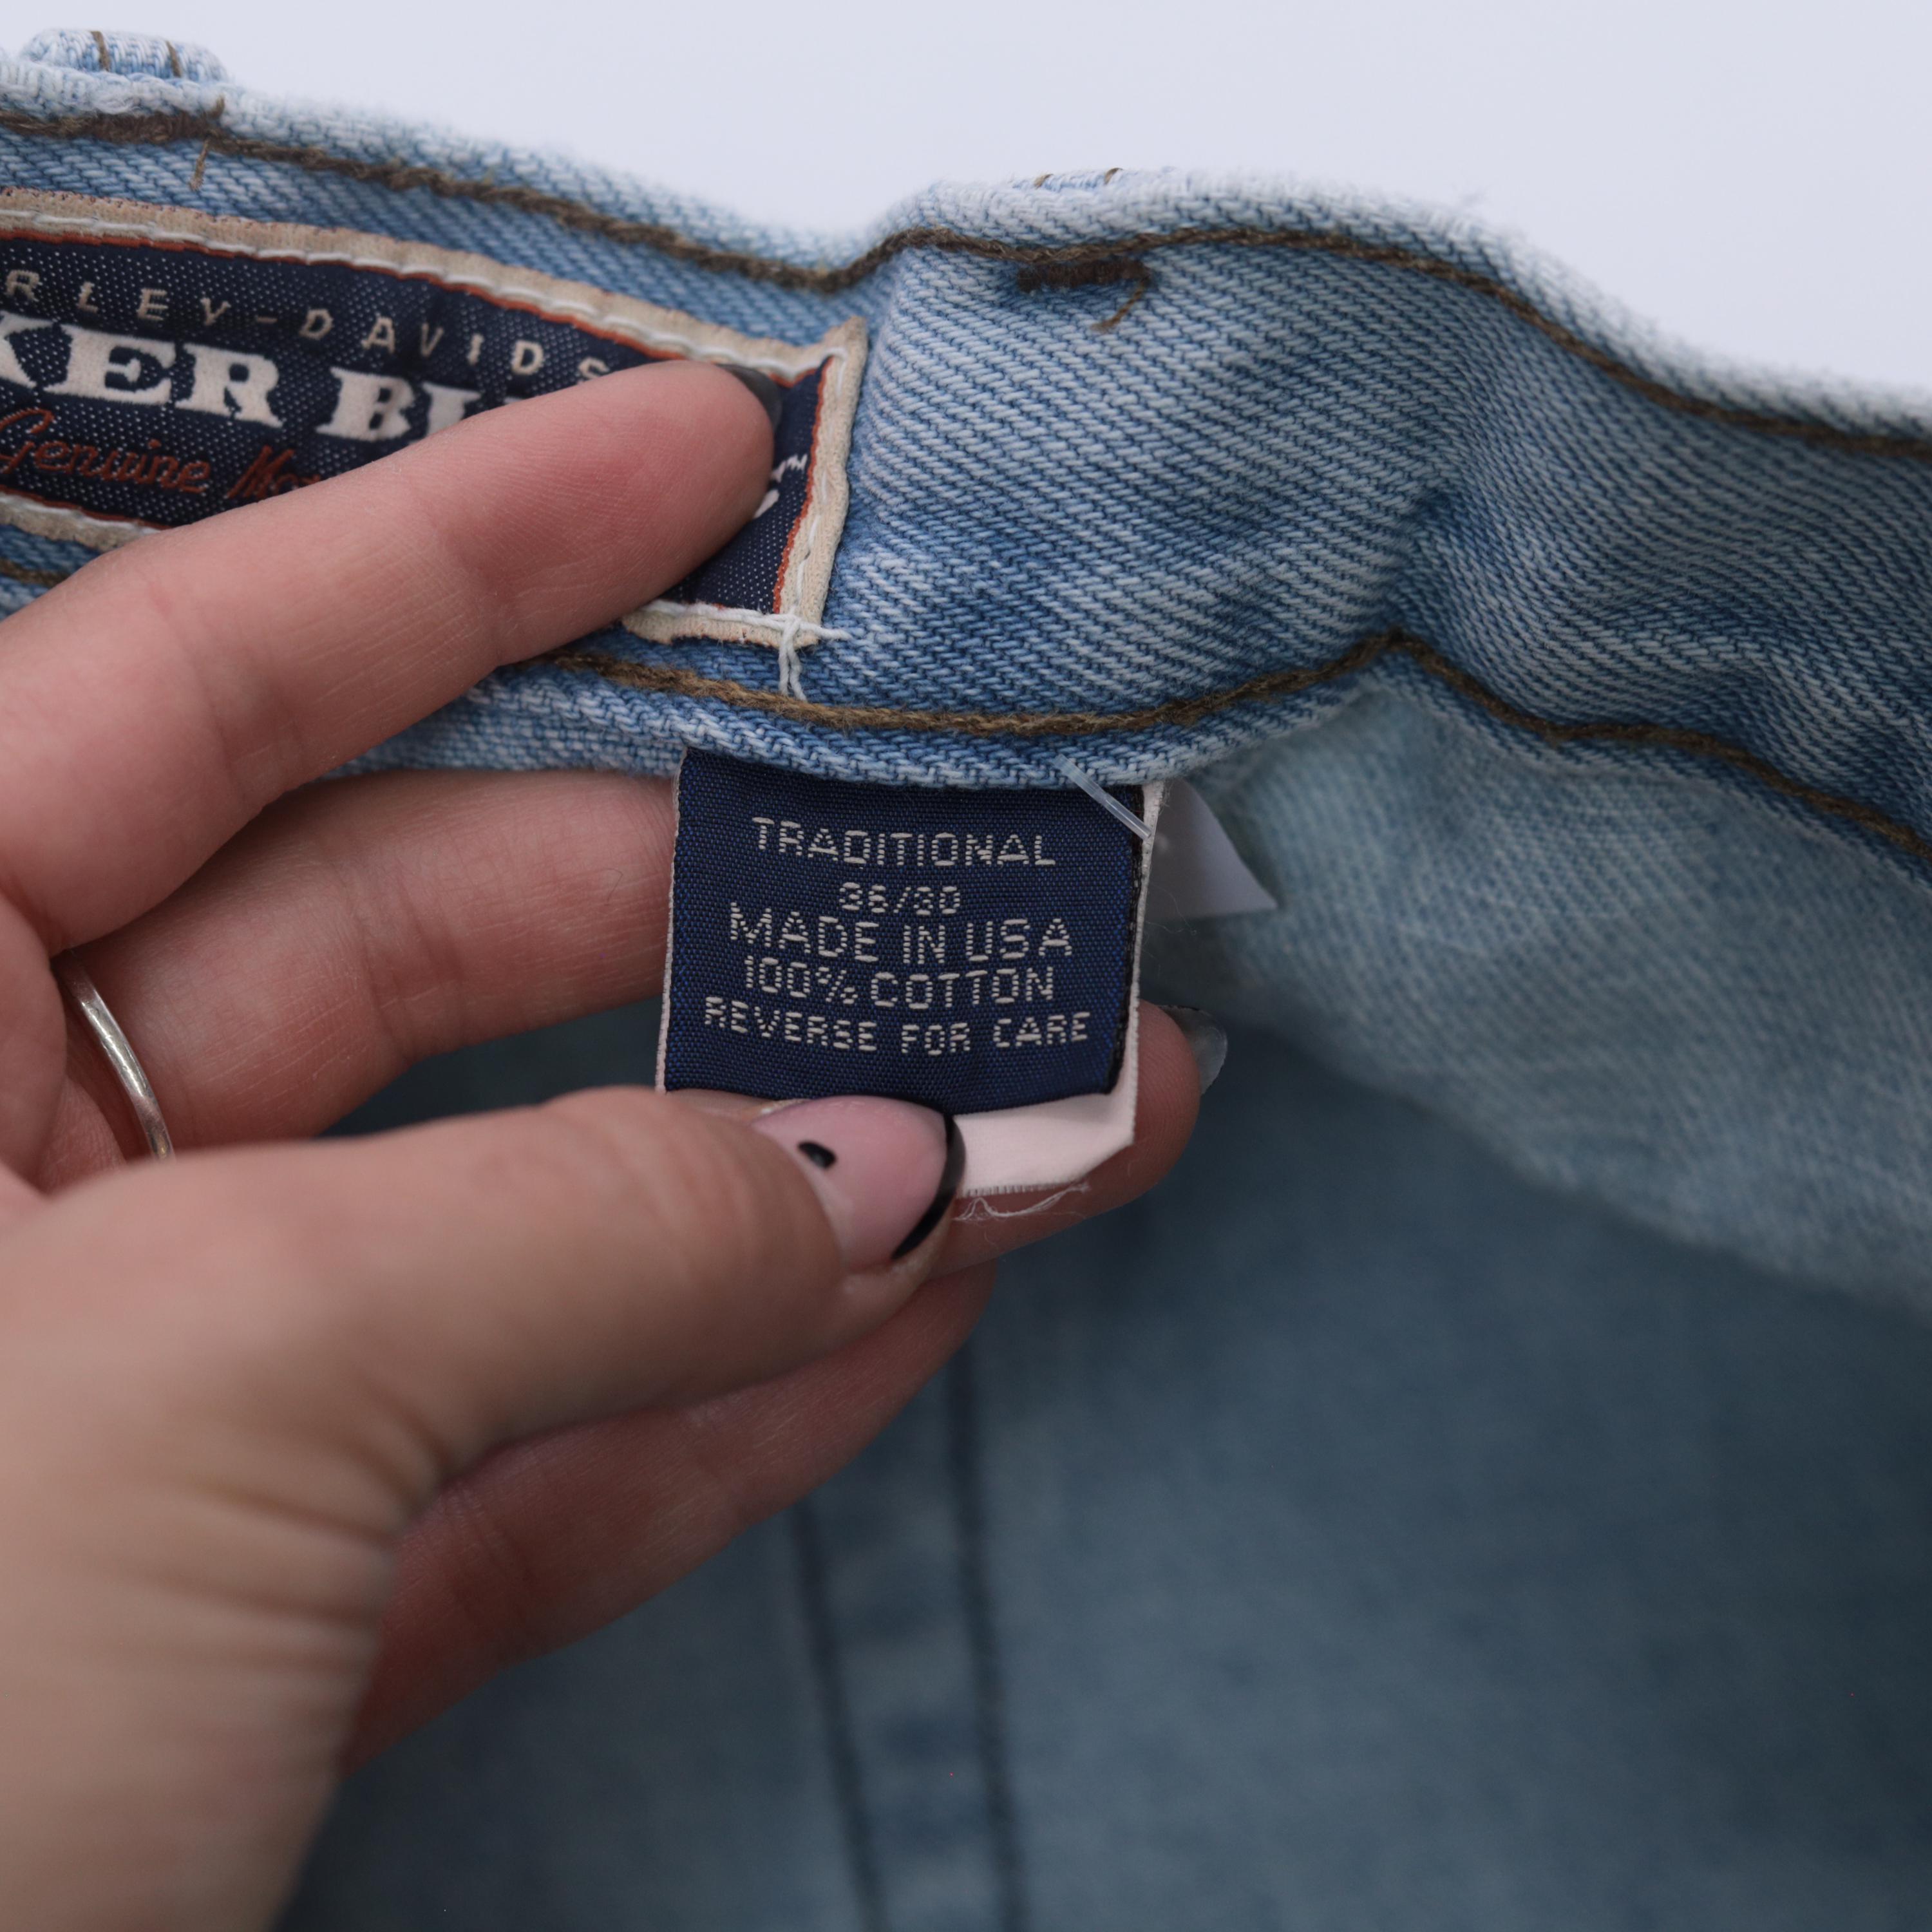 RLEY-DAVIDS
KER BL
Genuine Mo
TRADITIONAL
36/30
MADE IN USA
100% COTTON
REVERSE FOR CARE